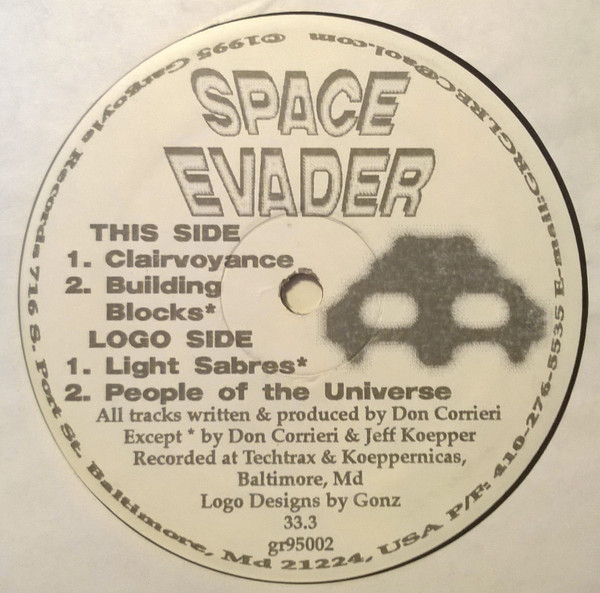 SPACE
EVADER
THIS SIDE
1. Clairvoyance
2. Building
Blocks*
LOGO SIDE
1. Light Sabres*
2. People of the Universe
All tracks written & produced by Don Corrieri
Except * by Don Corrieri & Jeff Koepper
Recorded at Techtrax & Koeppernicas,
Baltimore, Md
Logo Designs by Gonz
33.3
gr95002
©1995 GarGoyle Records 716 S. Port St. Baltimore, Md 21224, USA P/F: 410-276-5535 E-mail:GRGLREC@aol.com